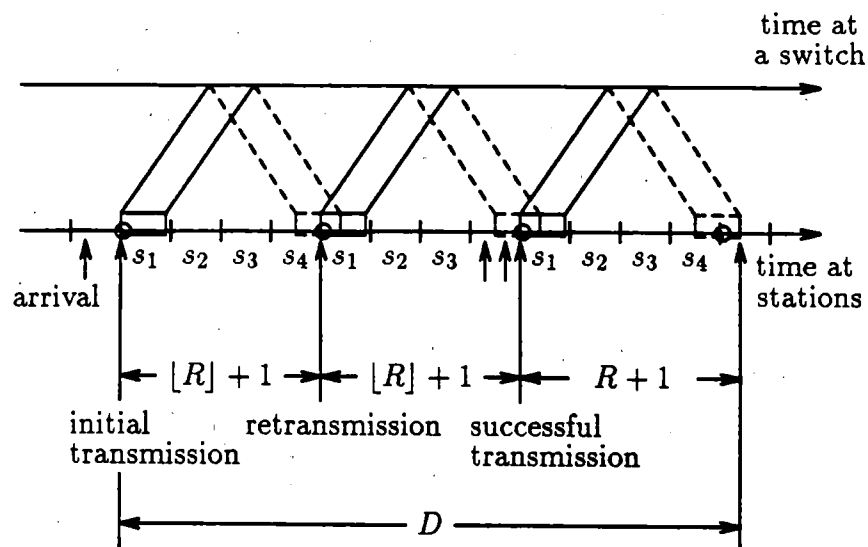 time at
a switch
s₁ s₂ s₃ s₄ s₁ s₂ s₃ s₁ s₂ s₃ s₄
time at
stations
arrival
⌊R⌋ + 1 ⌊R⌋ + 1 R + 1
initial
transmission
retransmission
successful
transmission
D